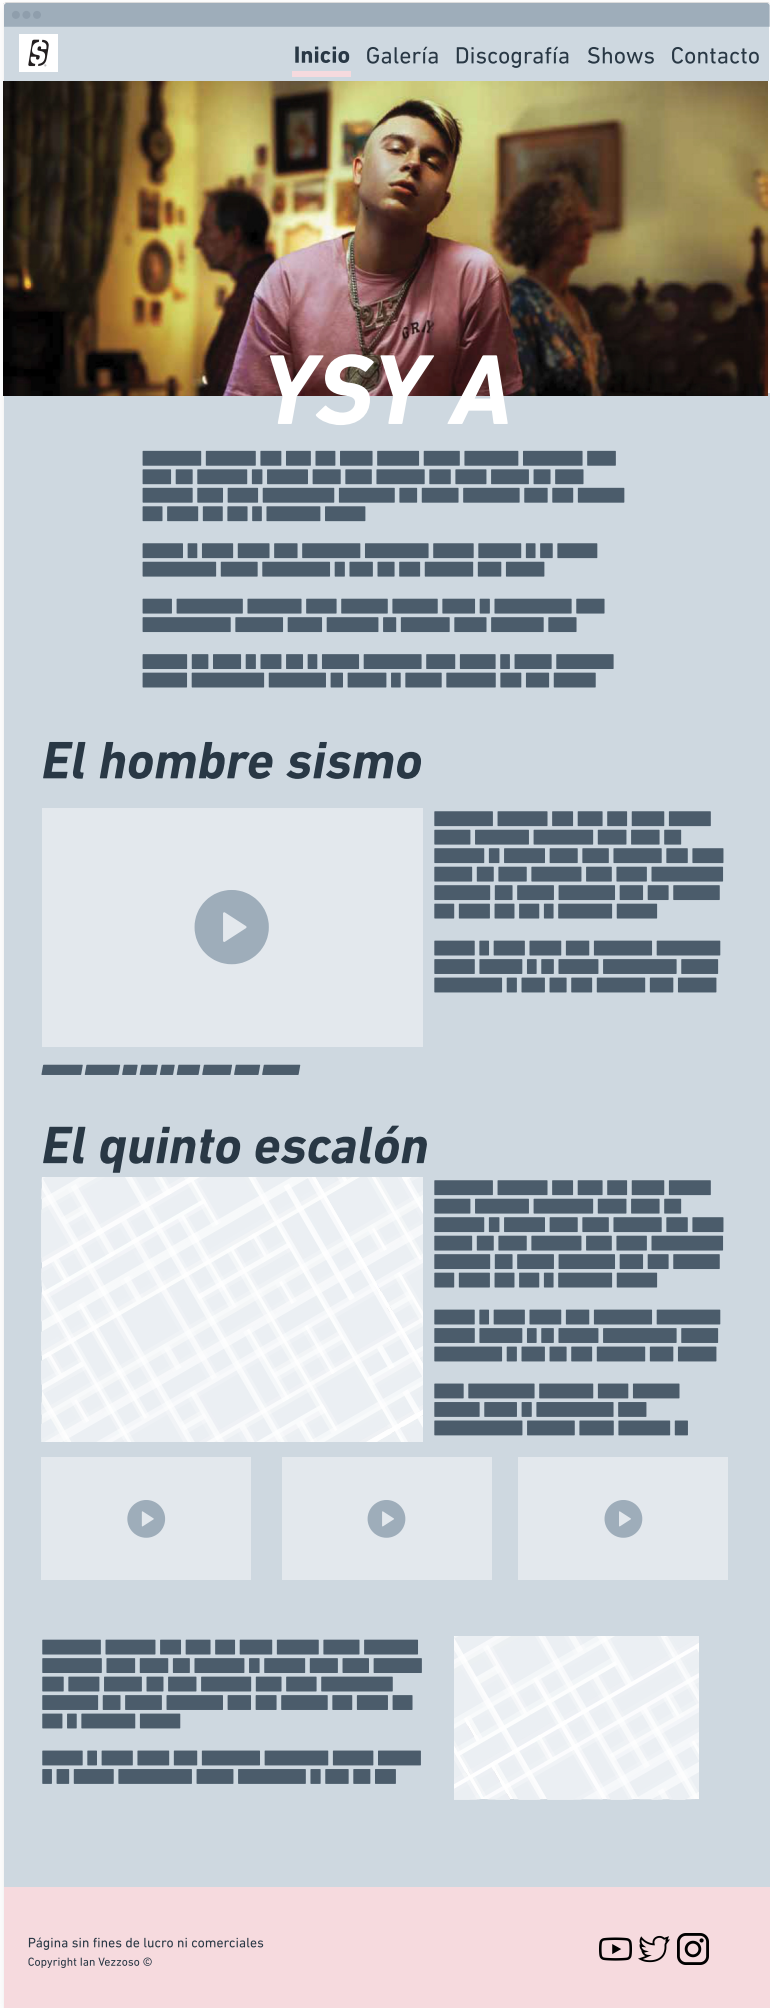 Inicio Galería Discografía Shows Contacto
GRAY
YSY A
El hombre sismo
El quinto escalón
Página sin fines de lucro ni comerciales
Copyright Ian Vezzoso ©